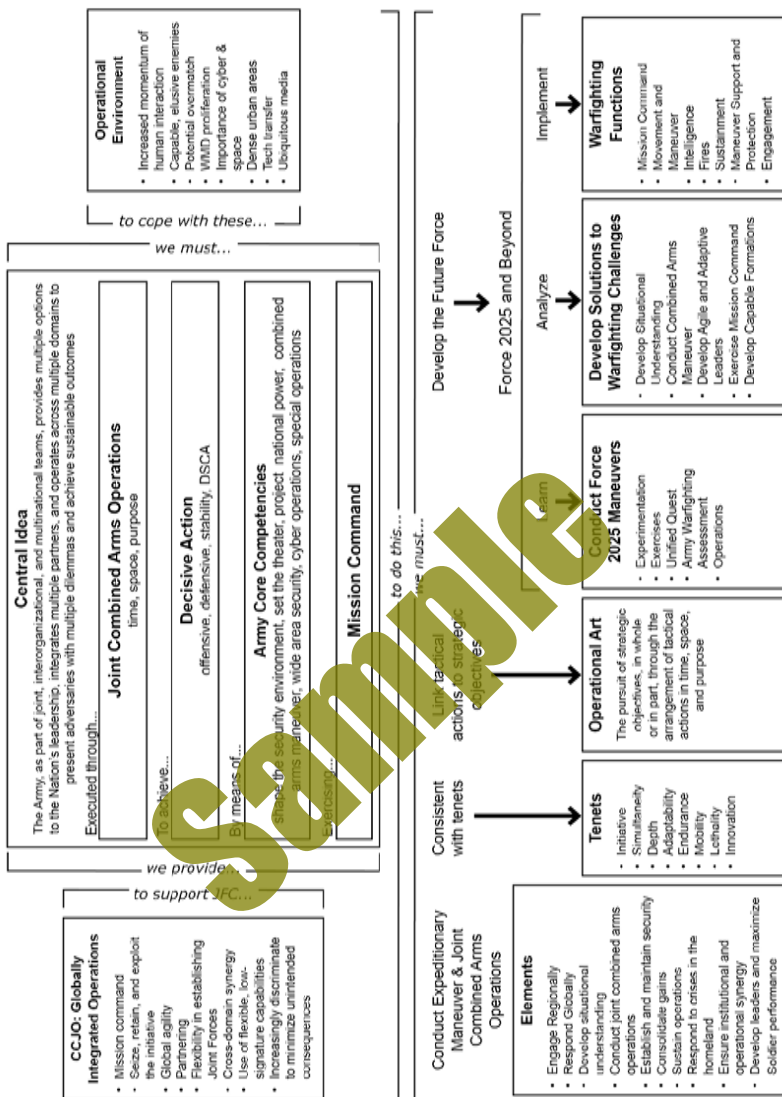 CCJO: Globally
Integrated Operations
• Mission command
- Seize, retain, and exploit
the initiative
• Global agility
• Partnering
• Flexibility in establishing
Joint Forces
• Cross-domain synergy
• Use of flexible, low-
signature capabilities
• Increasingly discriminate
to minimize unintended
consequences
to support JFC...
we provide...
Central Idea
The Army, as part of joint, interorganizational, and multinational teams, provides multiple options
to the Nation's leadership, integrates multiple partners, and operates across multiple domains to
present adversaries with multiple dilemmas and achieve sustainable outcomes
Executed through...
Joint Combined Arms Operations
time, space, purpose
To achieve...
Decisive Action
offensive, defensive, stability, DSCA
By means of...
Army Core Competencies
shape the security environment, set the theater, project national power, combined
arms maneuver, wide area security, cyber operations, special operations
Exercising...
Mission Command
we must...
to cope with these...
Operational
Environment
• Increased momentum of
human interaction
• Capable, elusive enemies
- Potential overmatch
• WMD proliferation
• Importance of cyber &
space
• Dense urban areas
• Tech transfer
• Ubiquitous media
to do this...
we must...
Conduct Expeditionary
Maneuver & Joint
Combined Arms
Operations
Consistent
with tenets
Link tactical
actions to strategic
objectives
Develop the Future Force
Force 2025 and Beyond
Learn
Analyze
Implement
Elements
• Engage Regionally
• Respond Globally
- Develop situational
understanding
• Conduct joint combined arms
operations
• Establish and maintain security
• Consolidate gains
• Sustain operations
• Respond to crises in the
homeland
• Ensure institutional and
operational synergy
• Develop leaders and maximize
Soldier performance
Tenets
- Initiative
• Simultaneity
• Depth
• Adaptability
• Endurance
• Mobility
- Lethality
• Innovation
Operational Art
The pursuit of strategic
objectives, in whole
or in part, through the
arrangement of tactical
actions in time, space,
and purpose
Conduct Force
2025 Maneuvers
- Experimentation
• Exercises
• Unified Quest
• Army Warfighting
Assessment
• Operations
Develop Solutions to
Warfighting Challenges
- Develop Situational
Understanding
• Conduct Combined Arms
Maneuver
• Develop Agile and Adaptive
Leaders
• Exercise Mission Command
• Develop Capable Formations
Warfighting
Functions
• Mission Command
• Movement and
Maneuver
• Intelligence
• Fires
• Sustainment
- Maneuver Support and
Protection
• Engagement
Sample